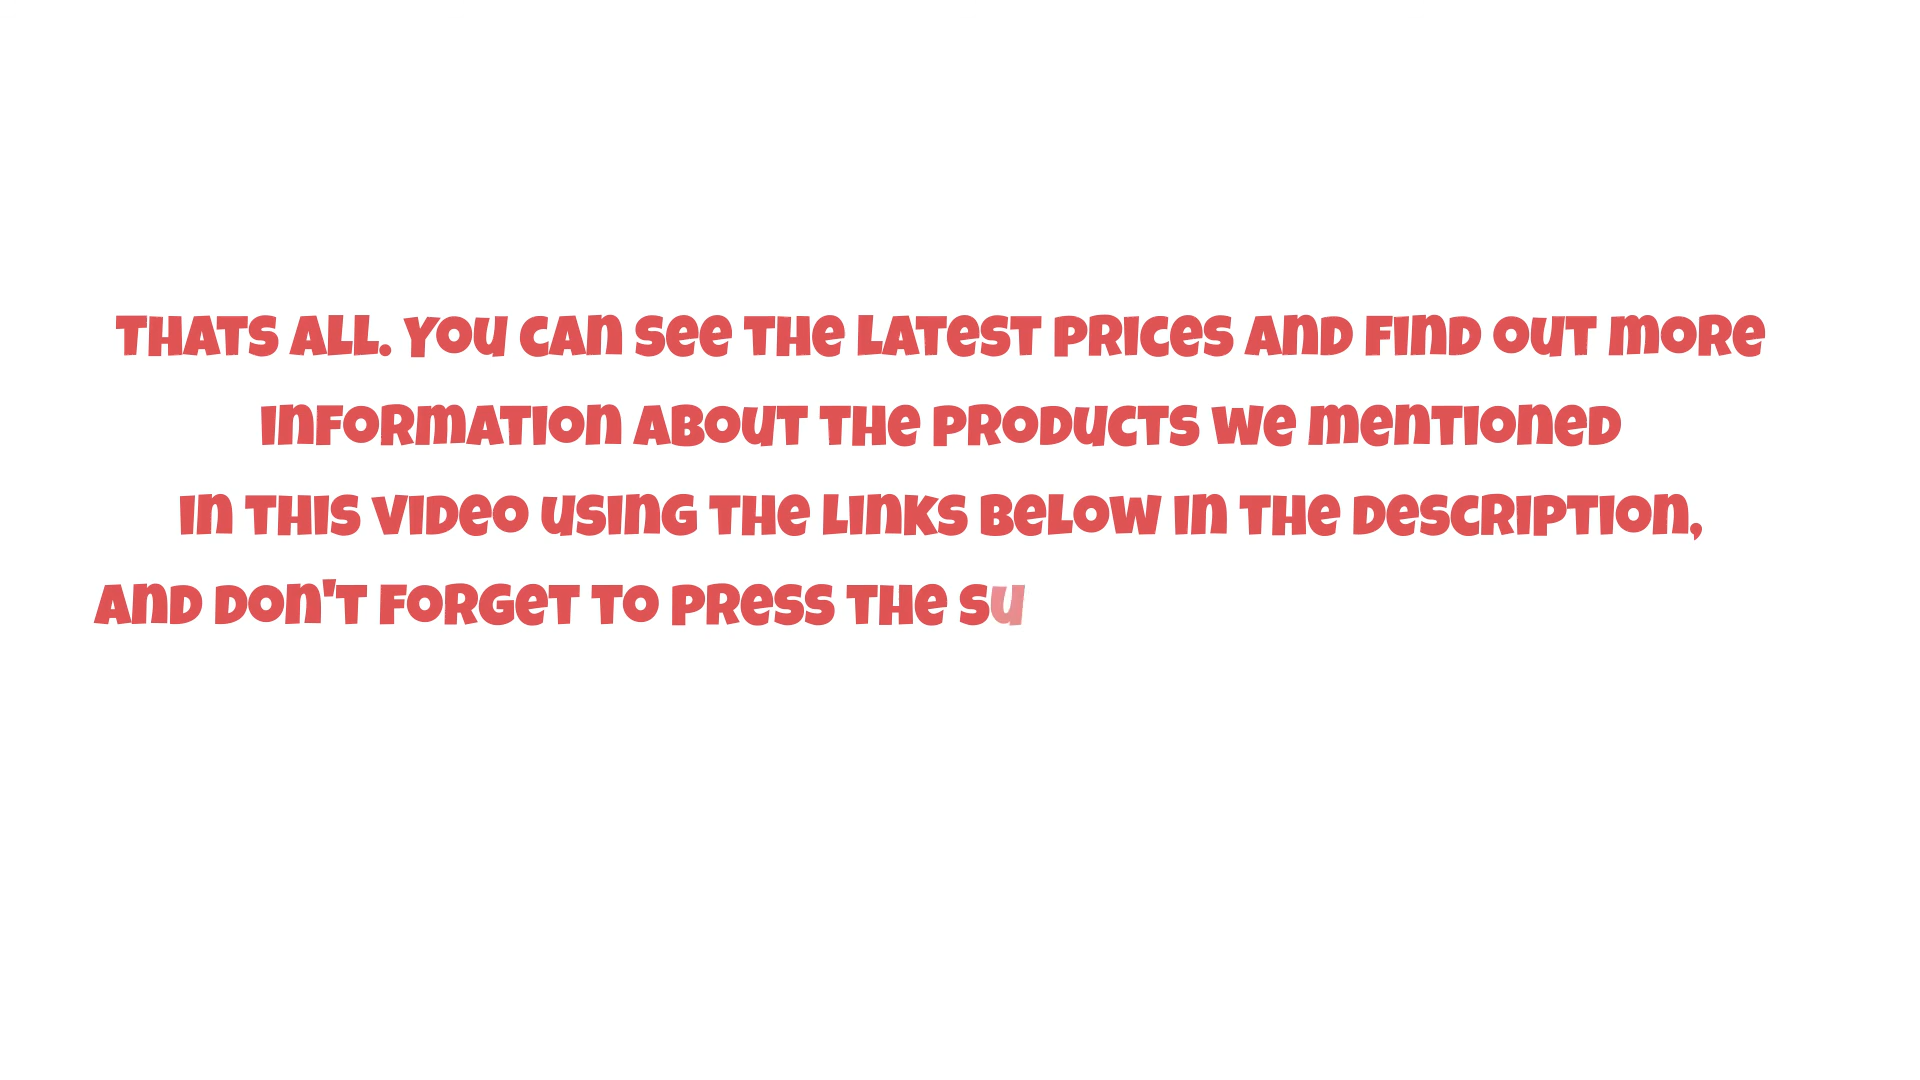 THATS ALL. YOU CAN SEE THE LATEST PRICES AND FIND OUT MORE
INFORMATION ABOUT THE PRODUCTS WE MENTIONED
IN THIS VIDEO USING THE LINKS BELOW IN THE DESCRIPTION,
AND DON'T FORGET TO PRESS THE SU